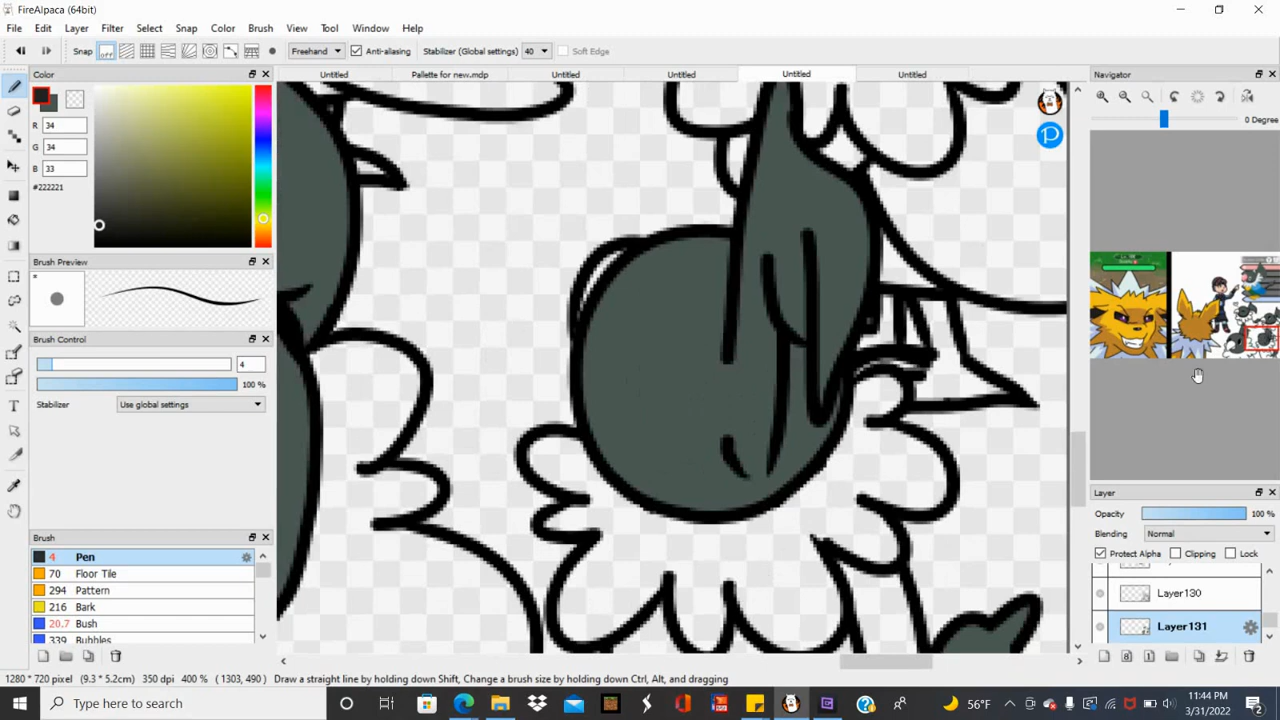 FireAlpaca (64bit)
File Edit Layer Filter Select Snap Color Brush View Tool Window Help
Snap off Freehand Anti-aliasing Stabilizer (Global settings) 40 Soft Edge
Color Untitled Pallette for new.mdp Untitled Untitled Untitled Untitled Navigator
R 34
G 34
B 33
#222221
0 Degree
Brush Preview
Brush Control
4
100 %
Stabilizer Use global settings
Brush
4 Pen
70 Floor Tile
294 Pattern
216 Bark
20.7 Bush
339 Bubbles
Layer
Opacity 100 %
Blending Normal
Protect Alpha Clipping Lock
Layer130
Layer131
1280 * 720 pixel (9.3 * 5.2cm) 350 dpi 400 % ( 1303, 490 ) Draw a straight line by holding down Shift, Change a brush size by holding down Ctrl, Alt, and dragging
Type here to search
56°F
11:44 PM
3/31/2022
2